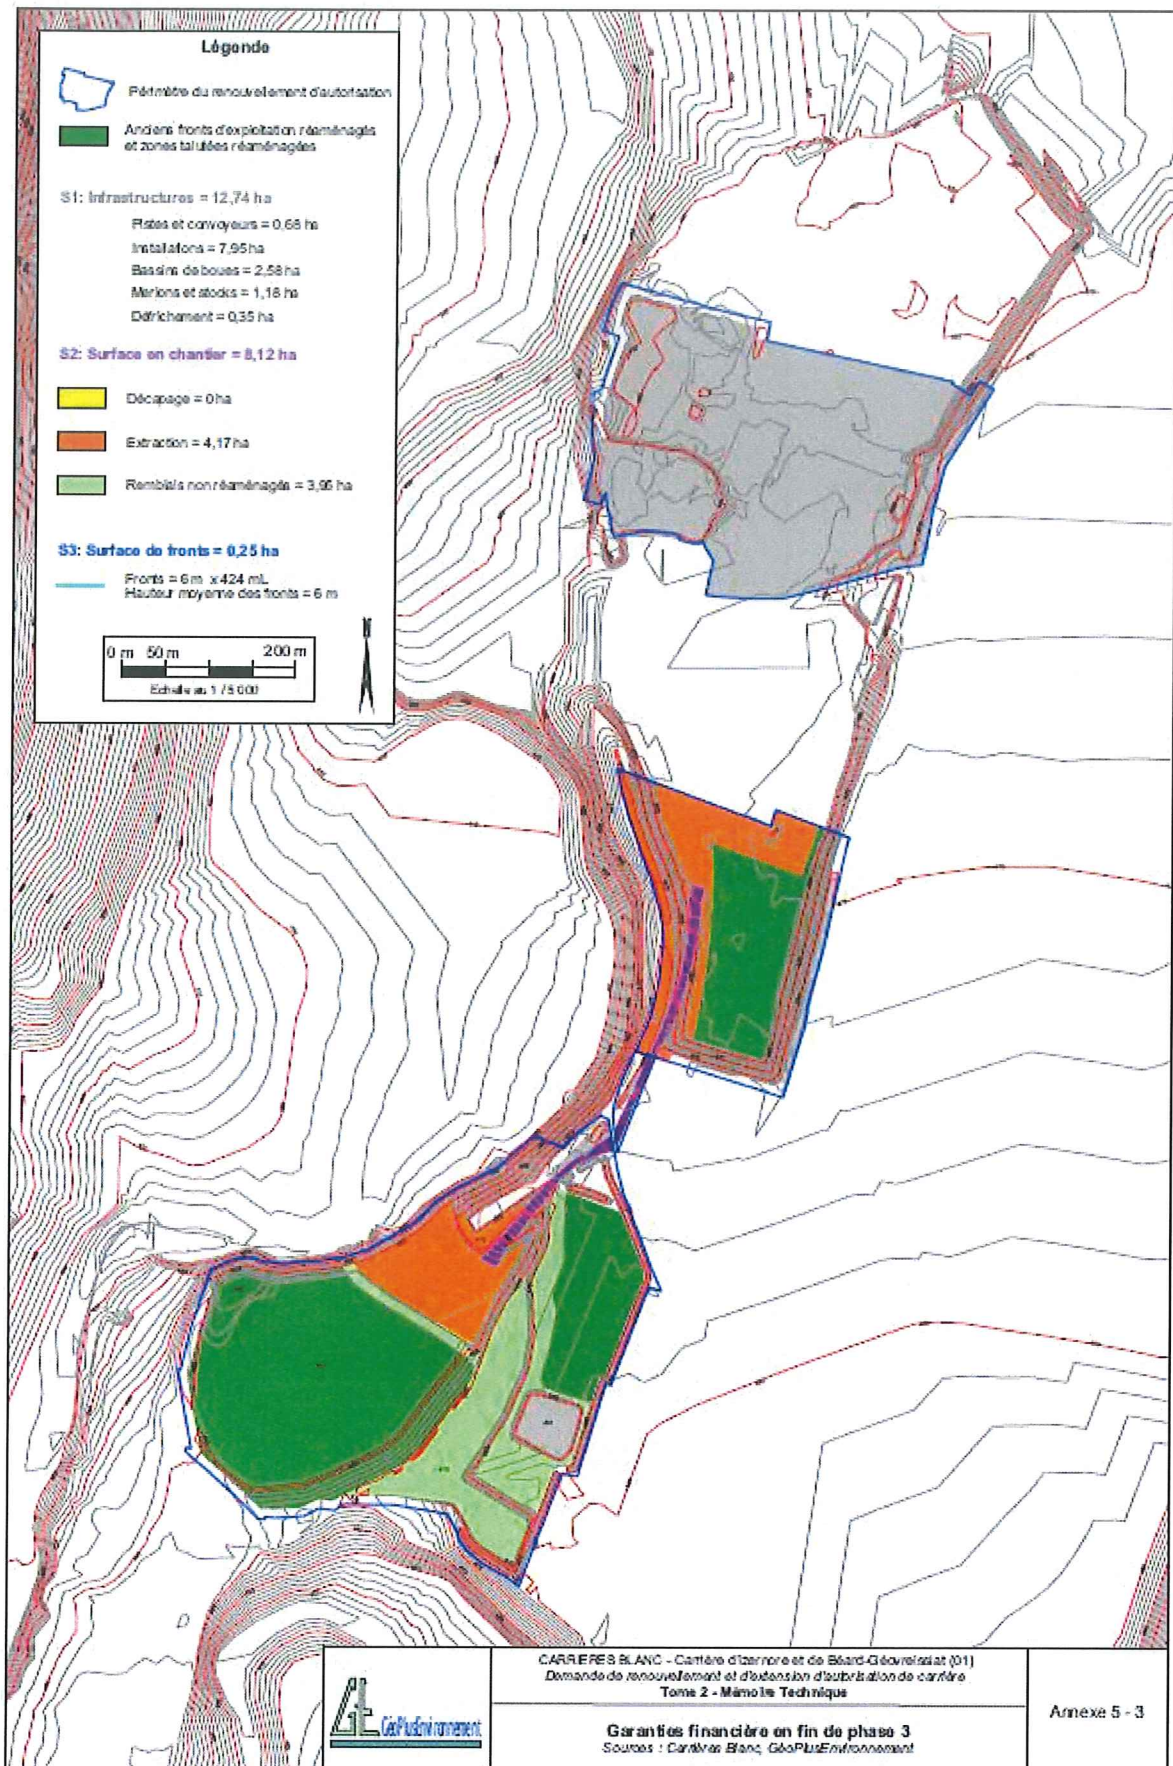 Légende
Périmètre du renouvellement d'autorisation
Anciens fronts d'exploitation réaménagés
et zones talutées réaménagées
S1: Infrastructures = 12,74 ha
Pistes et convoyeurs = 0,68 ha
Installations = 7,95 ha
Bassins de boues = 2,58 ha
Merlons et stocks = 1,18 ha
Défrichement = 0,35 ha
S2: Surface en chantier = 8,12 ha
Décapage = 0 ha
Extraction = 4,17 ha
Remblais non réaménagés = 3,95 ha
S3: Surface de fronts = 0,25 ha
Fronts = 6 m x 424 mL
Hauteur moyenne des fronts = 6 m
N
0 m 50 m 200 m
Echelle au 1 / 5 000
GéoPlusEnvironnement
CARRIERES BLANC - Carrière d'Izernore et de Béard-Géovreissiat (01)
Demande de renouvellement et d'extension d'autorisation de carrière
Tome 2 - Mémoire Technique
Garanties financière en fin de phase 3
Sources : Carrières Blanc, GéoPlusEnvironnement
Annexe 5 - 3